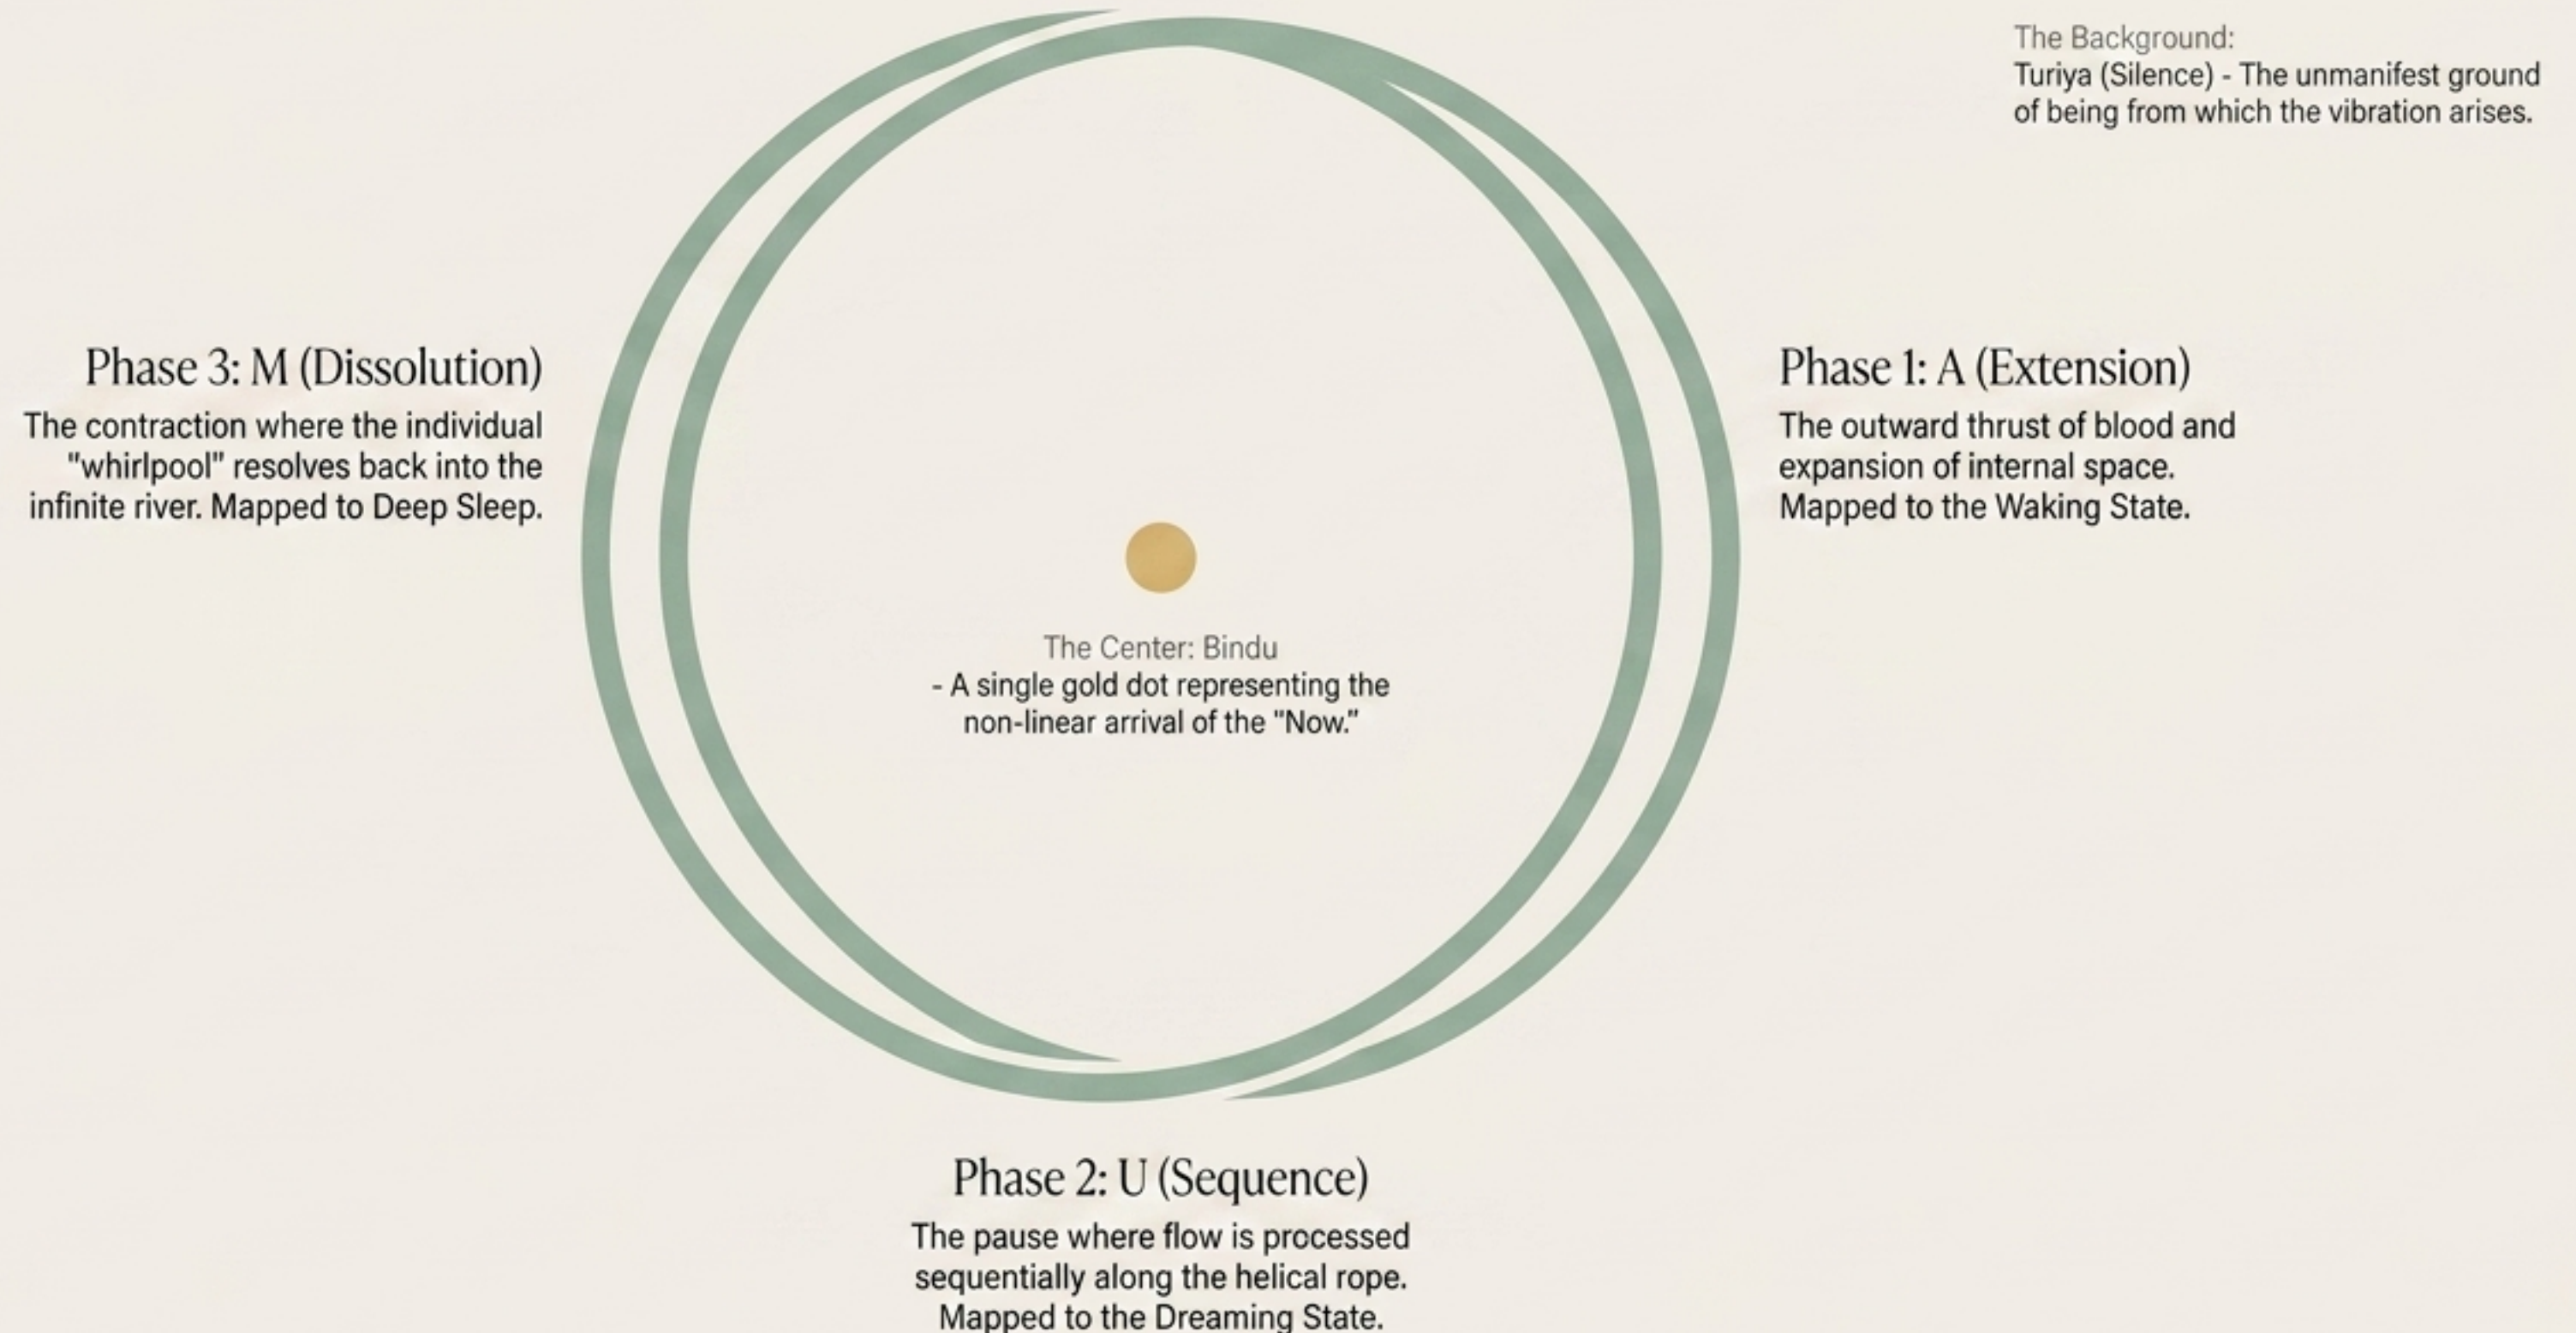 The Background:
Turiya (Silence) - The unmanifest ground
of being from which the vibration arises.
Phase 3: M (Dissolution)
The contraction where the individual
"whirlpool" resolves back into the
infinite river. Mapped to Deep Sleep.
Phase 1: A (Extension)
The outward thrust of blood and
expansion of internal space.
Mapped to the Waking State.
The Center: Bindu
- A single gold dot representing the
non-linear arrival of the "Now."
Phase 2: U (Sequence)
The pause where flow is processed
sequentially along the helical rope.
Mapped to the Dreaming State.